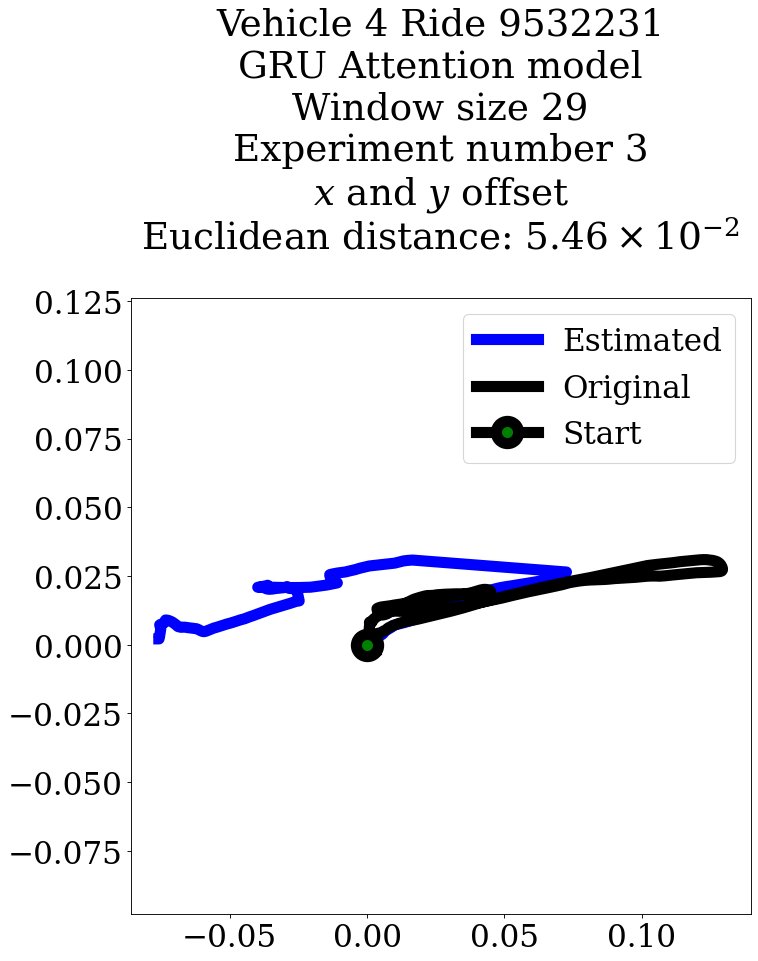 Vehicle 4 Ride 9532231
GRU Attention model
Window size 29
Experiment number 3
x and y offset
Euclidean distance: 5.46 × 10⁻²
Estimated
Original
Start
0.125
0.100
0.075
0.050
0.025
0.000
−0.025
−0.050
−0.075
−0.05 0.00 0.05 0.10